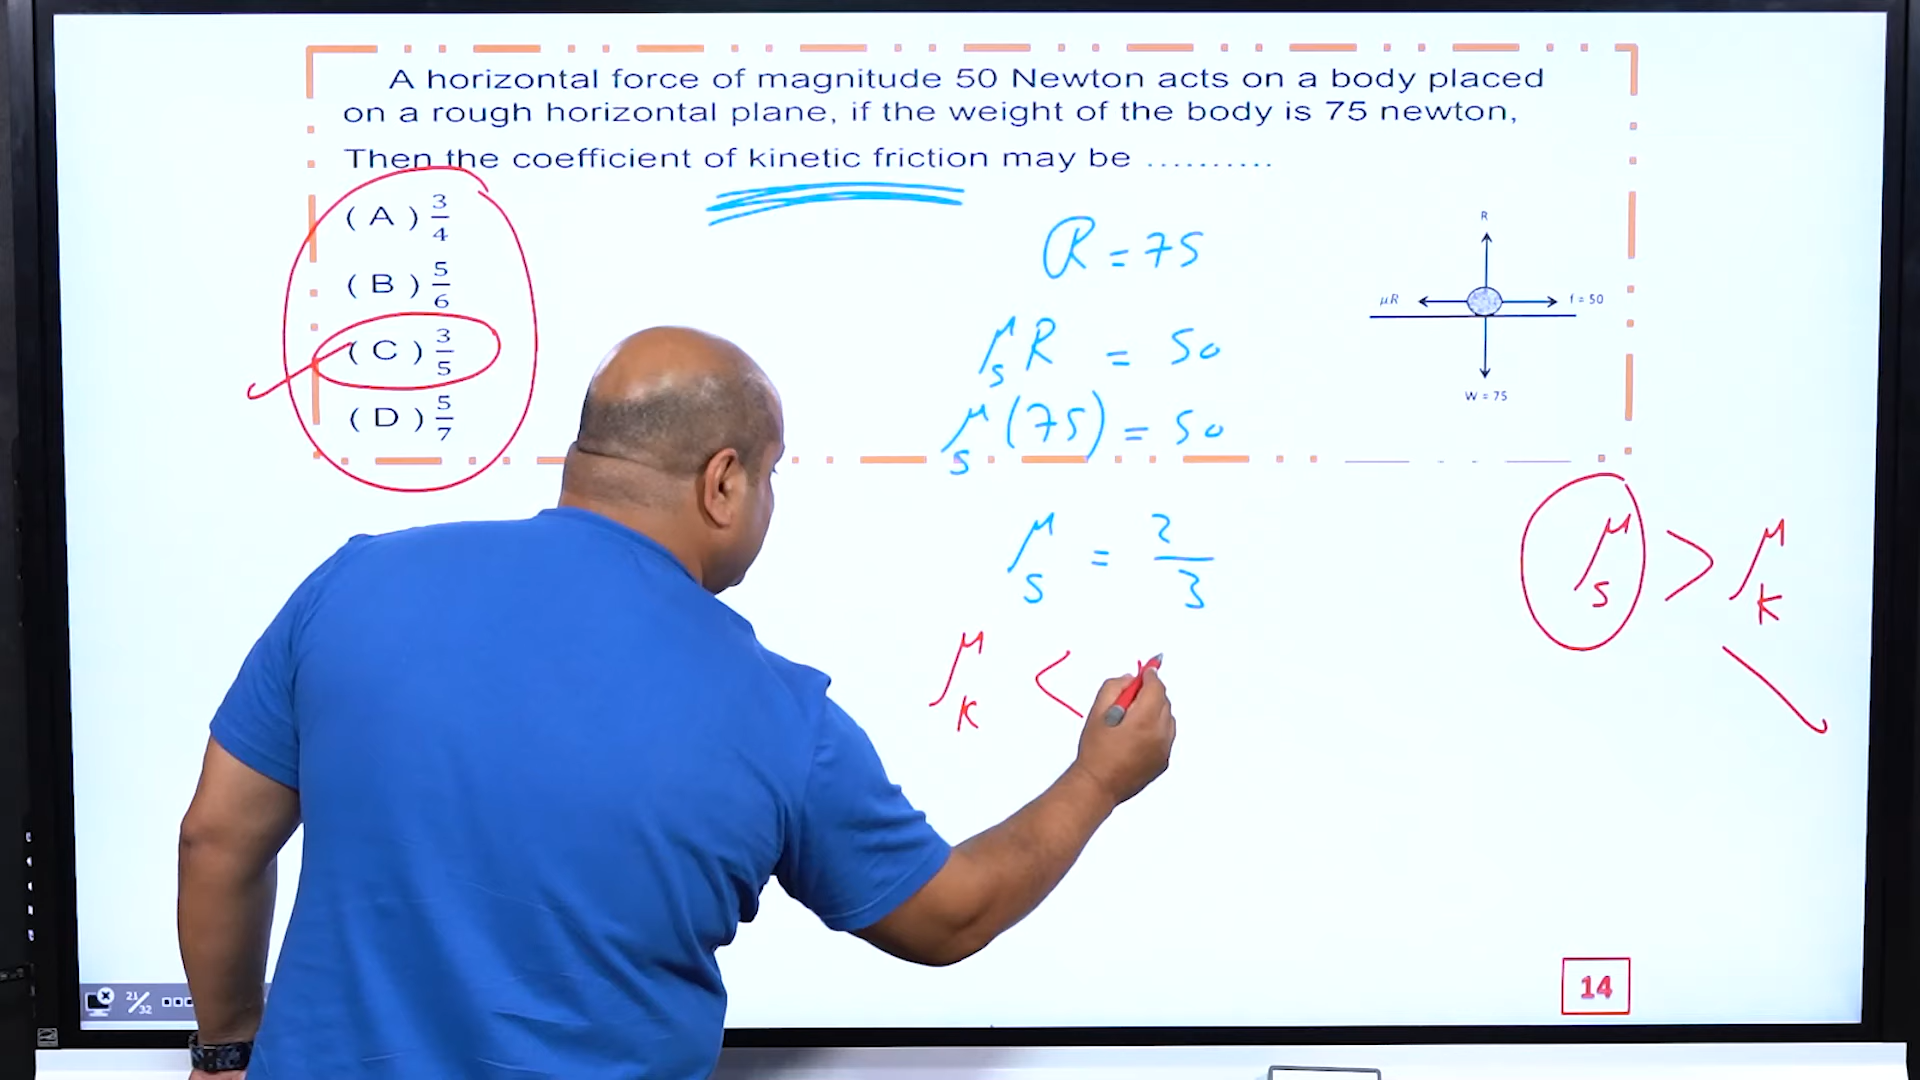 A horizontal force of magnitude 50 Newton acts on a body placed
on a rough horizontal plane, if the weight of the body is 75 newton,
Then the coefficient of kinetic friction may be ..........
( A ) 3/4
( B ) 5/6
( C ) 3/5
( D ) 5/7
R = 75
μs R = 50
μs (75) = 50
μs = 2/3
μk <
R
μR
f = 50
W = 75
μs > μk
21/32
14